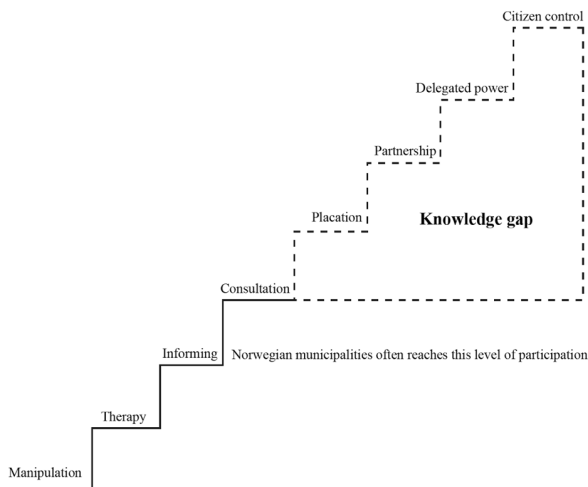 Citizen control
Delegated power
Partnership
Placation
Knowledge gap
Consultation
Informing
Norwegian municipalities often reaches this level of participation
Therapy
Manipulation